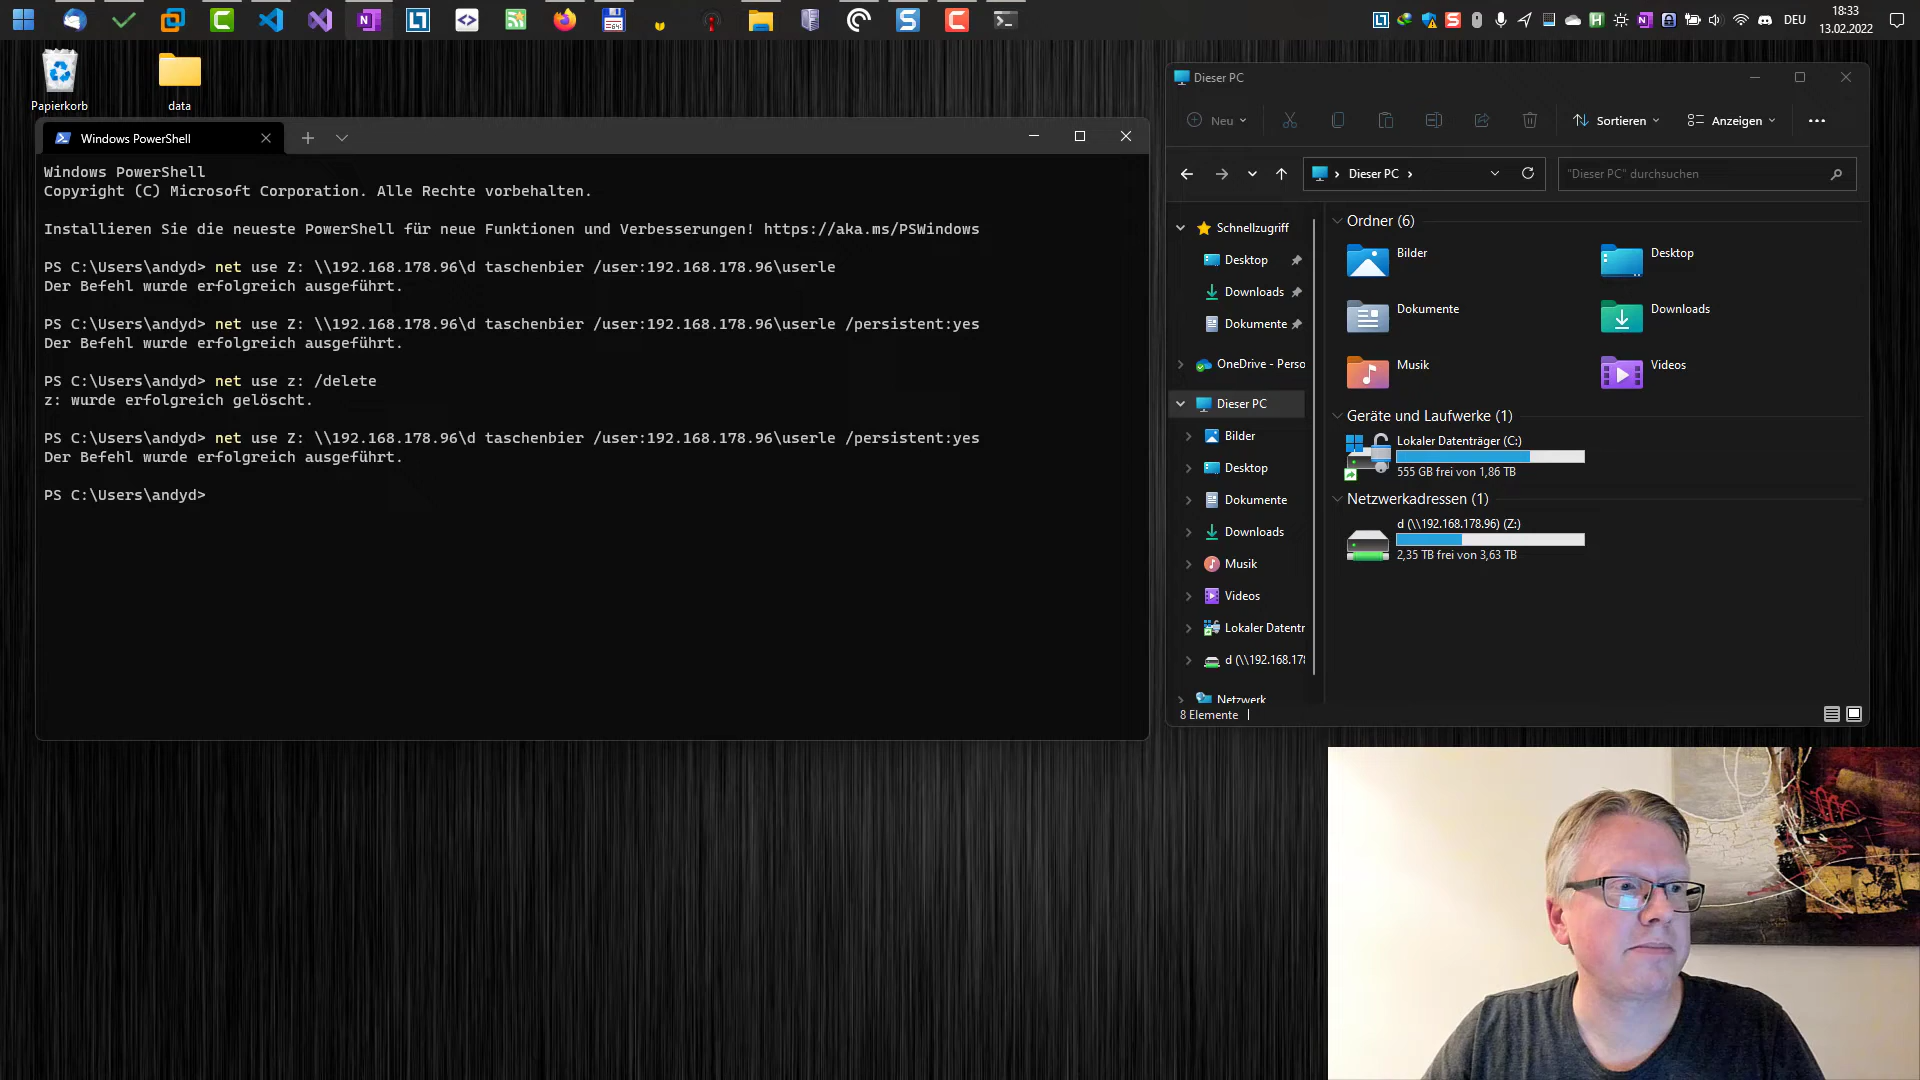 DEU
18:33
13.02.2022
Papierkorb
data
Windows PowerShell
Windows PowerShell
Copyright (C) Microsoft Corporation. Alle Rechte vorbehalten.
Installieren Sie die neueste PowerShell für neue Funktionen und Verbesserungen! https://aka.ms/PSWindows
PS C:\Users\andyd> net use Z: \\192.168.178.96\d taschenbier /user:192.168.178.96\userle
Der Befehl wurde erfolgreich ausgeführt.
PS C:\Users\andyd> net use Z: \\192.168.178.96\d taschenbier /user:192.168.178.96\userle /persistent:yes
Der Befehl wurde erfolgreich ausgeführt.
PS C:\Users\andyd> net use z: /delete
z: wurde erfolgreich gelöscht.
PS C:\Users\andyd> net use Z: \\192.168.178.96\d taschenbier /user:192.168.178.96\userle /persistent:yes
Der Befehl wurde erfolgreich ausgeführt.
PS C:\Users\andyd>
Dieser PC
Neu
Sortieren
Anzeigen
Dieser PC
"Dieser PC" durchsuchen
Schnellzugriff
Desktop
Downloads
Dokumente
OneDrive - Perso
Dieser PC
Bilder
Desktop
Dokumente
Downloads
Musik
Videos
Lokaler Datentr
d (\\192.168.178
Netzwerk
Ordner (6)
Bilder
Desktop
Dokumente
Downloads
Musik
Videos
Geräte und Laufwerke (1)
Lokaler Datenträger (C:)
555 GB frei von 1,86 TB
Netzwerkadressen (1)
d (\\192.168.178.96) (Z:)
2,35 TB frei von 3,63 TB
8 Elemente